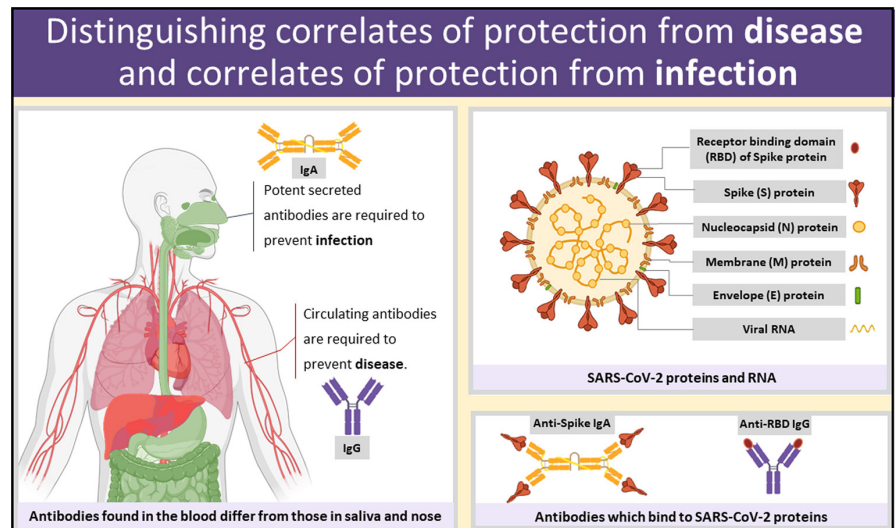 Distinguishing correlates of protection from disease
and correlates of protection from infection
IgA
Potent secreted
antibodies are required to
prevent infection
Circulating antibodies
are required to
prevent disease.
IgG
Antibodies found in the blood differ from those in saliva and nose
Receptor binding domain
(RBD) of Spike protein
Spike (S) protein
Nucleocapsid (N) protein
Membrane (M) protein
Envelope (E) protein
Viral RNA
SARS-CoV-2 proteins and RNA
Anti-Spike IgA
Anti-RBD IgG
Antibodies which bind to SARS-CoV-2 proteins